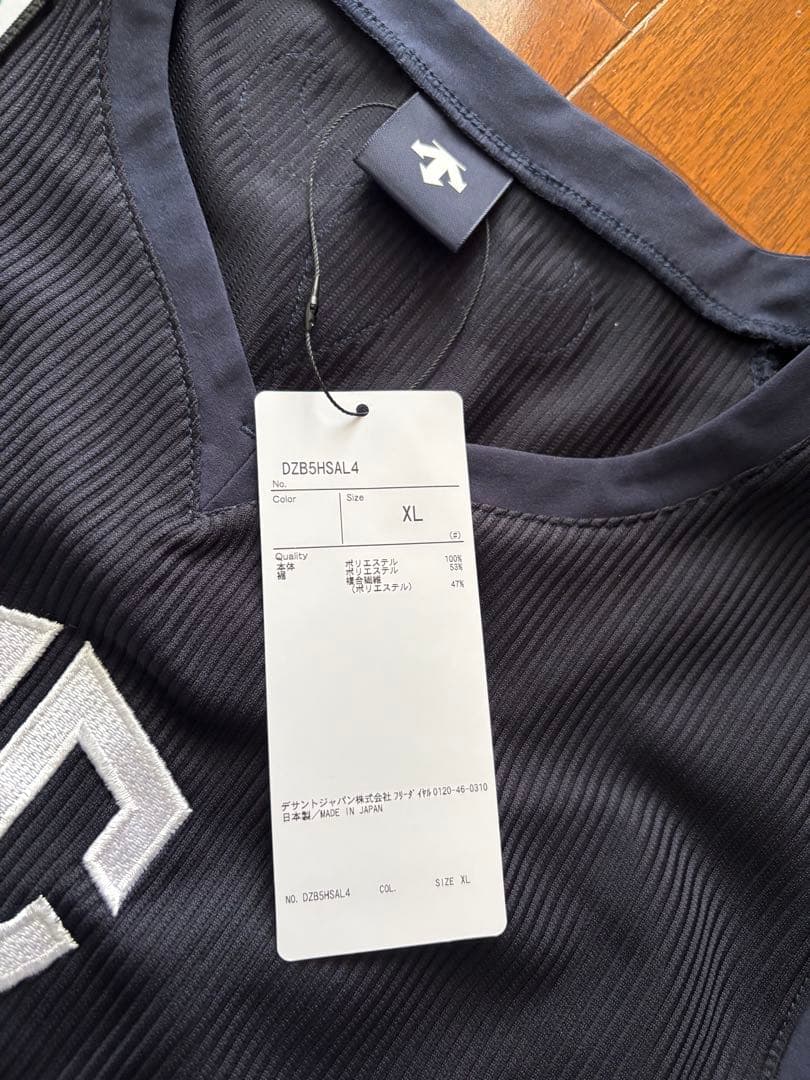 DZB5HSAL4
No.
Color
Size
XL
(#)
Quality
本体 ポリエステル 100%
裾 ポリエステル 53%
複合繊維 47%
(ポリエステル)
デサントジャパン株式会社 フリーダイヤル 0120-46-0310
日本製/MADE IN JAPAN
NO. DZB5HSAL4 COL. SIZE XL